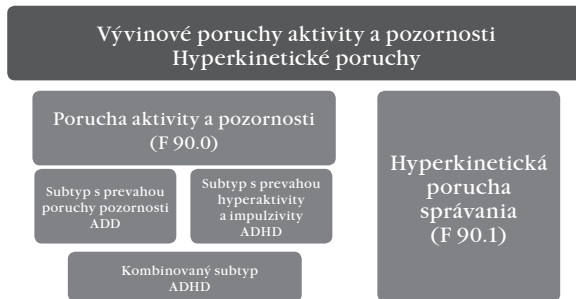 Vývinové poruchy aktivity a pozornosti
Hyperkinetické poruchy
Porucha aktivity a pozornosti
(F 90.0)
Subtyp s prevahou
poruchy pozornosti
ADD
Subtyp s prevahou
hyperaktivity
a impulzivity
ADHD
Kombinovaný subtyp
ADHD
Hyperkinetická
porucha
správania
(F 90.1)